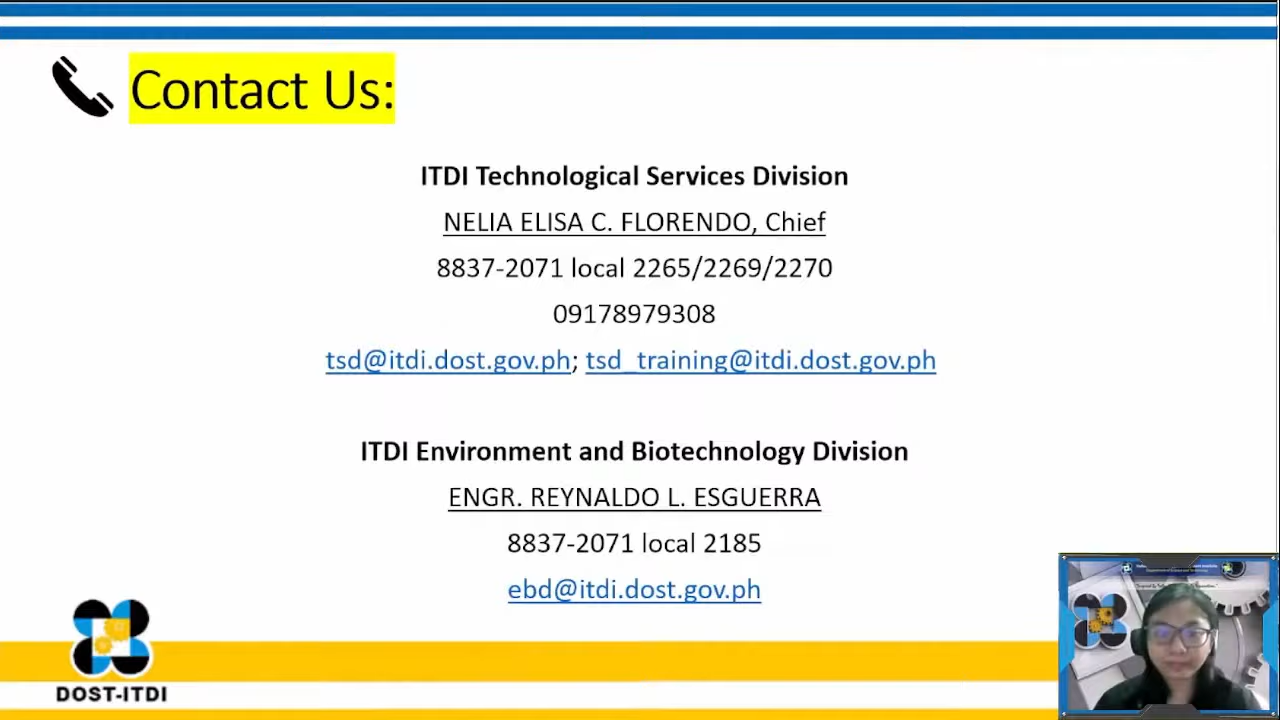 Contact Us:
ITDI Technological Services Division
NELIA ELISA C. FLORENDO, Chief
8837-2071 local 2265/2269/2270
09178979308
tsd@itdi.dost.gov.ph; tsd_training@itdi.dost.gov.ph
ITDI Environment and Biotechnology Division
ENGR. REYNALDO L. ESGUERRA
8837-2071 local 2185
ebd@itdi.dost.gov.ph
DOST-ITDI